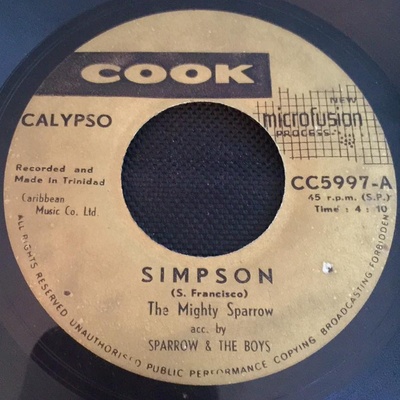 COOK
CALYPSO
NEW
microfusion
PROCESS
Recorded and
Made in Trinidad
Caribbean
Music Co. Ltd
CC5997-A
45 r.p.m. (S.P.)
Time : 4 : 10
SIMPSON
(S. Francisco)
The Mighty Sparrow
acc. by
SPARROW & THE BOYS
ALL RIGHTS RESERVED UNAUTHORISED PUBLIC PERFORMANCE COPYING BROADCASTING FORBIDDEN